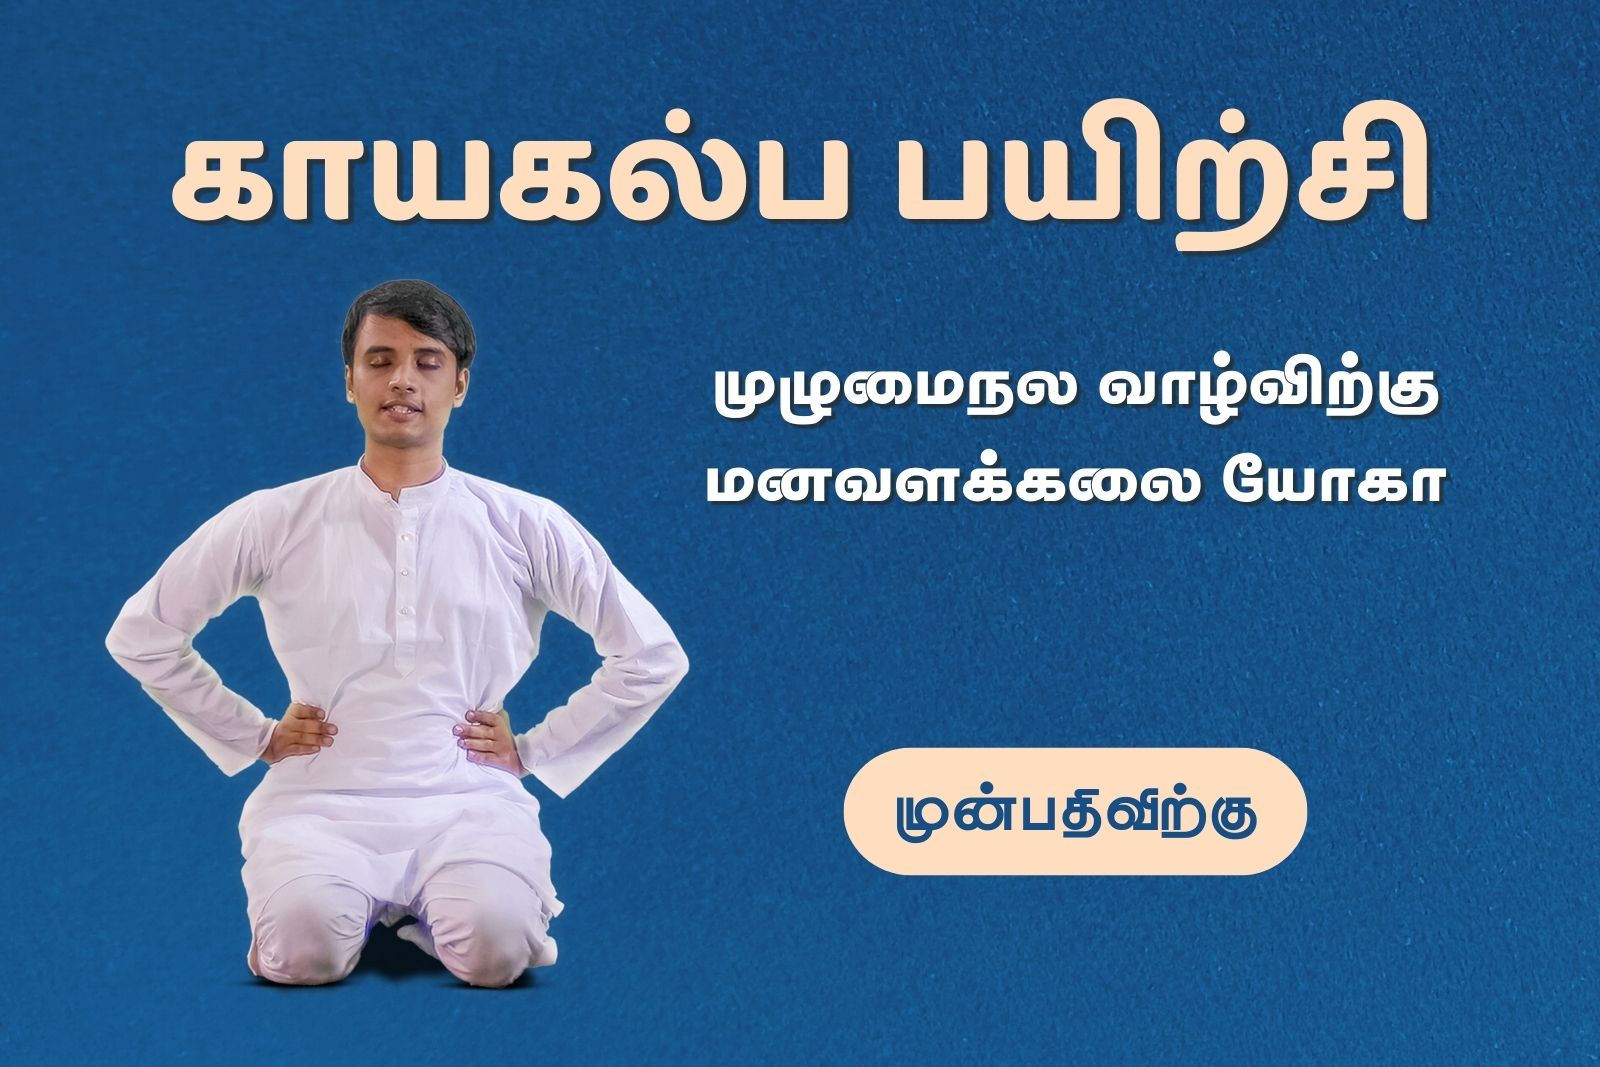 காயகல்ப பயிற்சி
முழுமைநல வாழ்விற்கு
மனவளக்கலை யோகா
முன்பதிவிற்கு